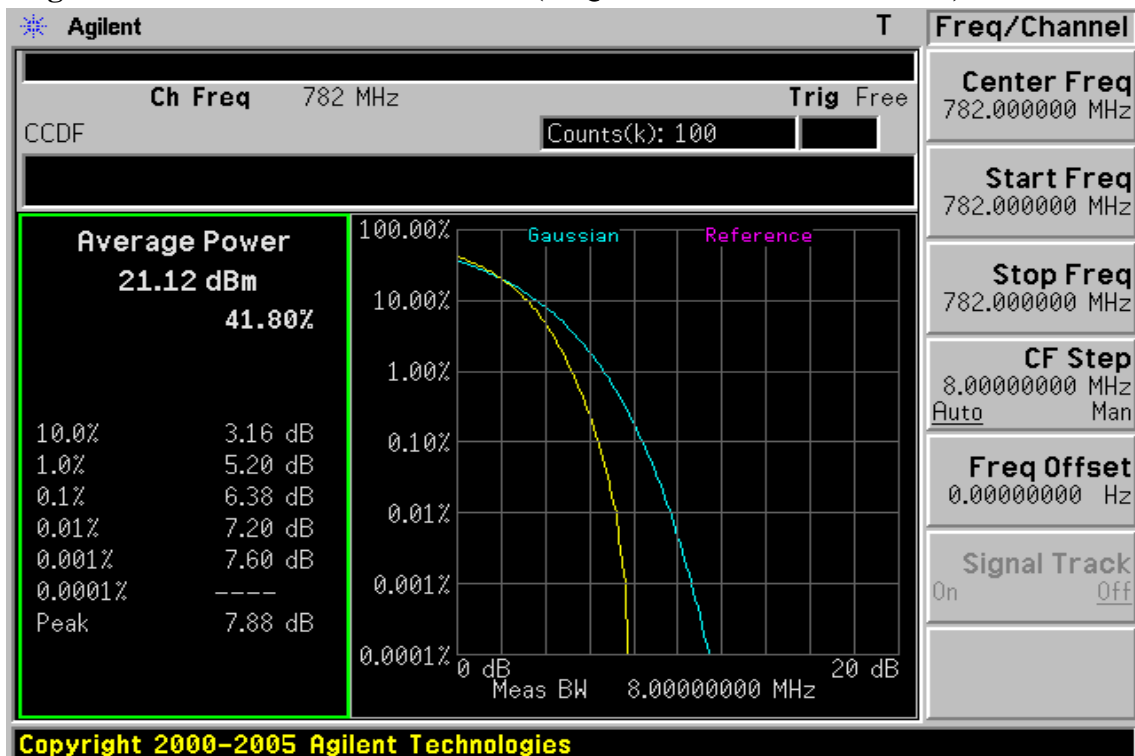 Agilent T Freq/Channel
Ch Freq 782 MHz Trig Free
CCDF Counts(k): 100
Center Freq
782.000000 MHz
Start Freq
782.000000 MHz
Stop Freq
782.000000 MHz
CF Step
8.00000000 MHz
Auto Man
Freq Offset
0.00000000 Hz
Signal Track
On Off
Average Power
21.12 dBm
41.80%
10.0% 3.16 dB
1.0% 5.20 dB
0.1% 6.38 dB
0.01% 7.20 dB
0.001% 7.60 dB
0.0001% ----
Peak 7.88 dB
Gaussian Reference
100.00%
10.00%
1.00%
0.10%
0.01%
0.001%
0.0001%
0 dB 20 dB
Meas BW 8.00000000 MHz
Copyright 2000-2005 Agilent Technologies